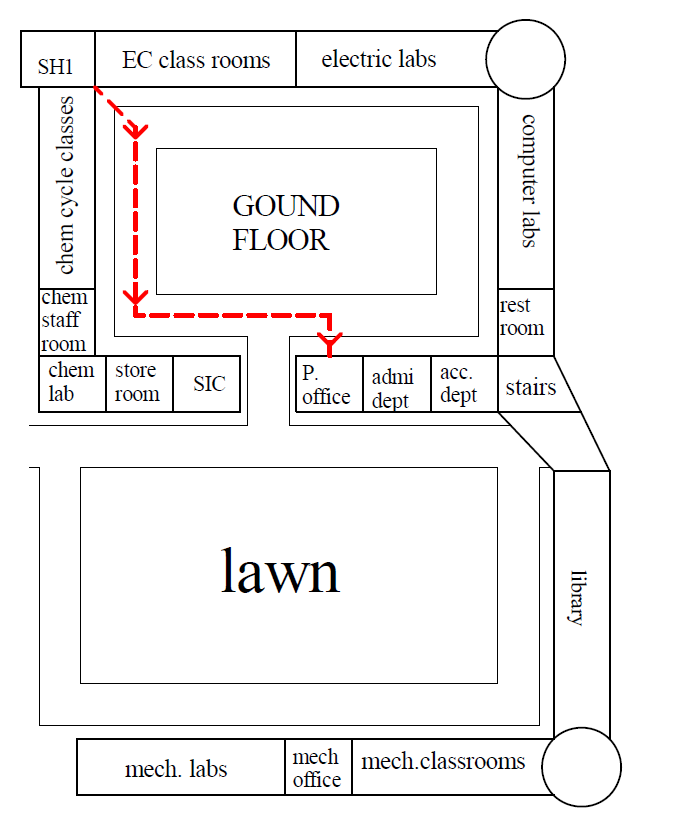 SH1
EC class rooms
electric labs
chem cycle classes
computer labs
GOUND
FLOOR
chem
staff
room
rest
room
chem
lab
store
room
SIC
P.
office
admi
dept
acc.
dept
stairs
lawn
library
mech. labs
mech
office
mech.classrooms